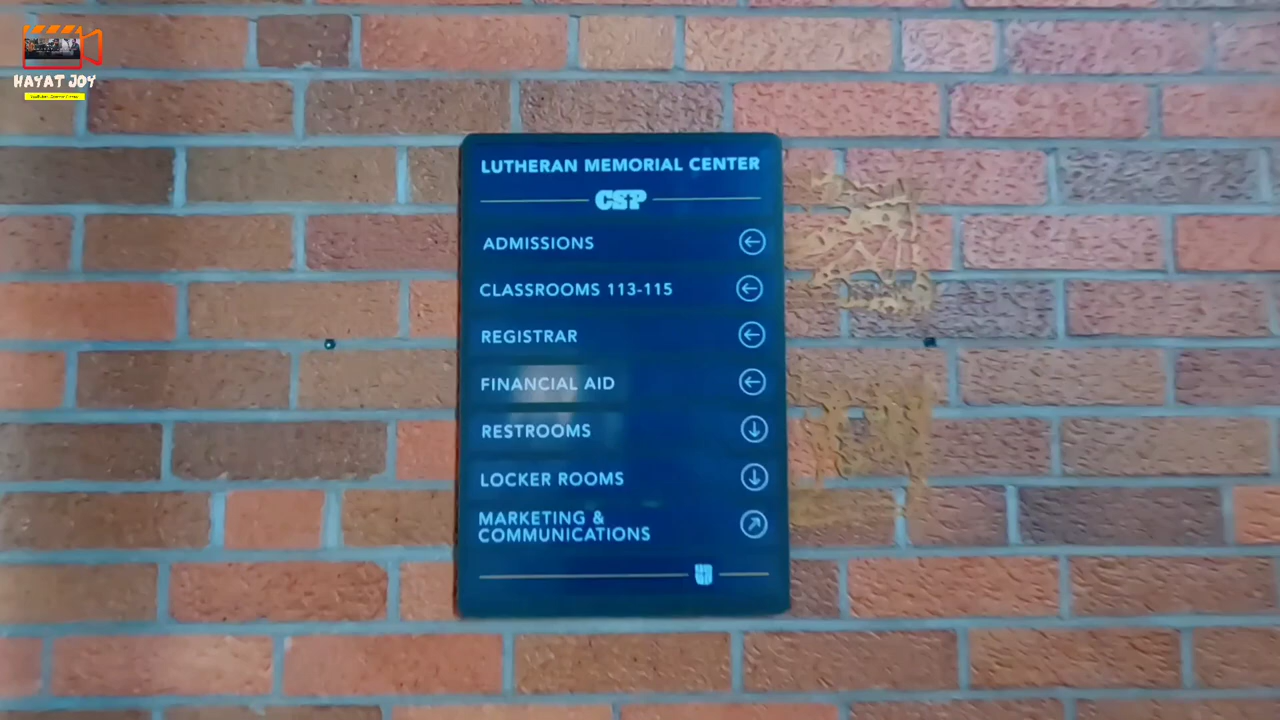 HAYAT JOY
LUTHERAN MEMORIAL CENTER
CSP
ADMISSIONS
CLASSROOMS 113-115
REGISTRAR
FINANCIAL AID
RESTROOMS
LOCKER ROOMS
MARKETING &
COMMUNICATIONS